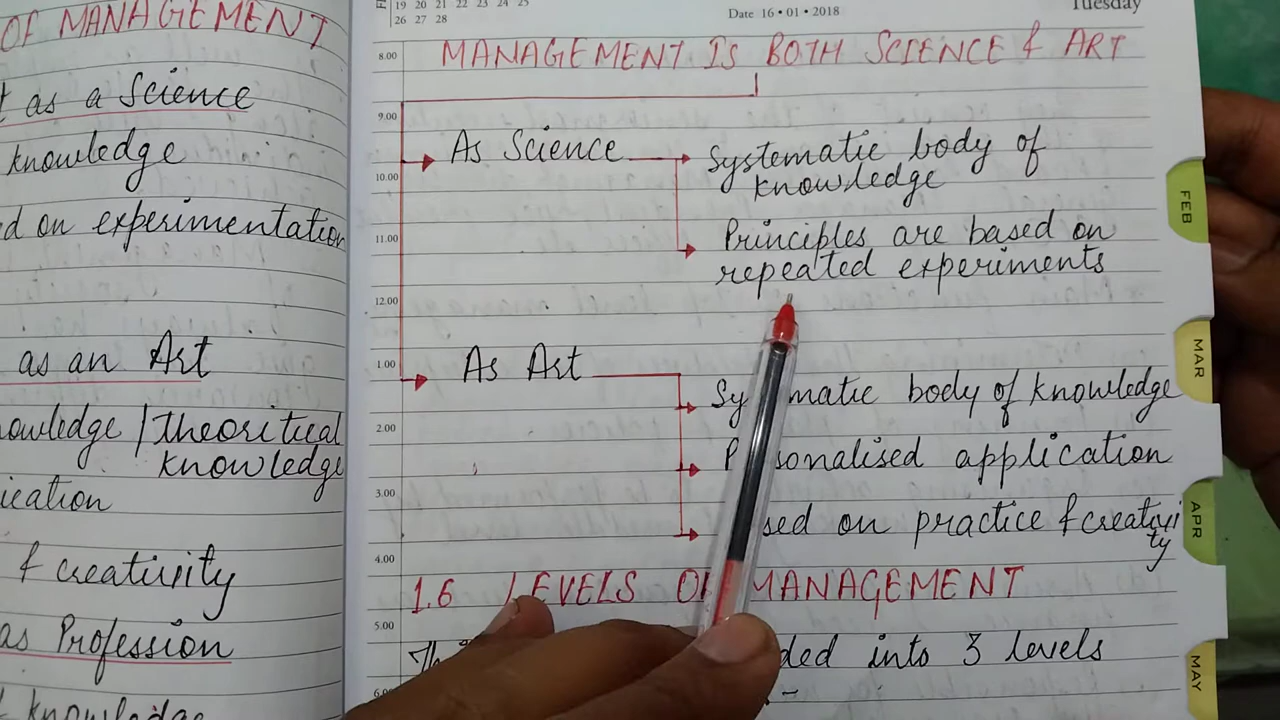 OF MANAGEMENT
as a Science
knowledge
on experimentation
as an Art
Theoritical
knowledge
& creativity
as Profession
knowledge
19 20 21 22 23 24 25
26 27 28
Date 16 • 01 • 2018
Tuesday
8.00 MANAGEMENT IS BOTH SCIENCE & ART
9.00
As Science
Systematic body of
10.00 knowledge
11.00 Principles are based on
repeated experiments
12.00
1.00 As Art
matic body of knowledge
2.00
sonalised application
3.00
sed on practice & creativi
ty
4.00
1.6 LEVELS OF MANAGEMENT
5.00
ded into 3 levels
FEB
MAR
APR
MAY